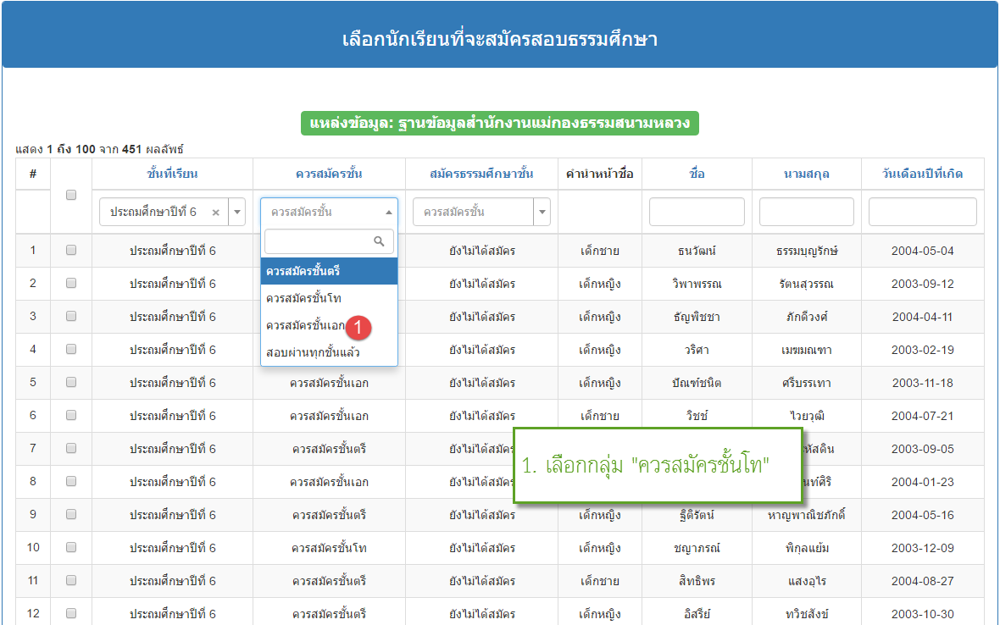 เลือกนักเรียนที่จะสมัครสอบธรรมศึกษา
แหล่งข้อมูล: ฐานข้อมูลสำนักงานแม่กองธรรมสนามหลวง
แสดง 1 ถึง 100 จาก 451 ผลลัพธ์
# ชั้นที่เรียน ควรสมัครชั้น สมัครธรรมศึกษาชั้น คำนำหน้าชื่อ ชื่อ นามสกุล วันเดือนปีที่เกิด
ประถมศึกษาปีที่ 6 × ควรสมัครชั้น ควรสมัครชั้น
ควรสมัครชั้นตรี
ควรสมัครชั้นโท
ควรสมัครชั้นเอก 1
สอบผ่านทุกชั้นแล้ว
1 ประถมศึกษาปีที่ 6 ยังไม่ได้สมัคร เด็กชาย ธนวัฒน์ ธรรมบุญรักษ์ 2004-05-04
2 ประถมศึกษาปีที่ 6 ยังไม่ได้สมัคร เด็กหญิง วิพาพรรณ รัตนสุวรรณ 2003-09-12
3 ประถมศึกษาปีที่ 6 ยังไม่ได้สมัคร เด็กหญิง ธัญพิชชา ภักดีวงศ์ 2004-04-11
4 ประถมศึกษาปีที่ 6 ยังไม่ได้สมัคร เด็กหญิง วริศา เมฆมณฑา 2003-02-19
5 ประถมศึกษาปีที่ 6 ควรสมัครชั้นเอก ยังไม่ได้สมัคร เด็กหญิง ปัณฑ์ชนิต ศรีบรรเทา 2003-11-18
6 ประถมศึกษาปีที่ 6 ควรสมัครชั้นเอก ยังไม่ได้สมัคร เด็กชาย วิชช์ ไวยวุฒิ 2004-07-21
7 ประถมศึกษาปีที่ 6 ควรสมัครชั้นตรี ยังไม่ได้สมัคร หัสดิน 2003-09-05
1. เลือกกลุ่ม "ควรสมัครชั้นโท"
8 ประถมศึกษาปีที่ 6 ควรสมัครชั้นเอก ยังไม่ได้สมัคร นท์ศิริ 2004-01-23
9 ประถมศึกษาปีที่ 6 ควรสมัครชั้นตรี ยังไม่ได้สมัคร เด็กหญิง ฐิติรัตน์ หาญพาณิชภักดิ์ 2004-05-16
10 ประถมศึกษาปีที่ 6 ควรสมัครชั้นโท ยังไม่ได้สมัคร เด็กหญิง ชญาภรณ์ พิกุลแย้ม 2003-12-09
11 ประถมศึกษาปีที่ 6 ควรสมัครชั้นตรี ยังไม่ได้สมัคร เด็กชาย สิทธิพร แสงอุไร 2004-08-27
12 ประถมศึกษาปีที่ 6 ควรสมัครชั้นตรี ยังไม่ได้สมัคร เด็กหญิง อิสรีย์ ทวิชสังข์ 2003-10-30